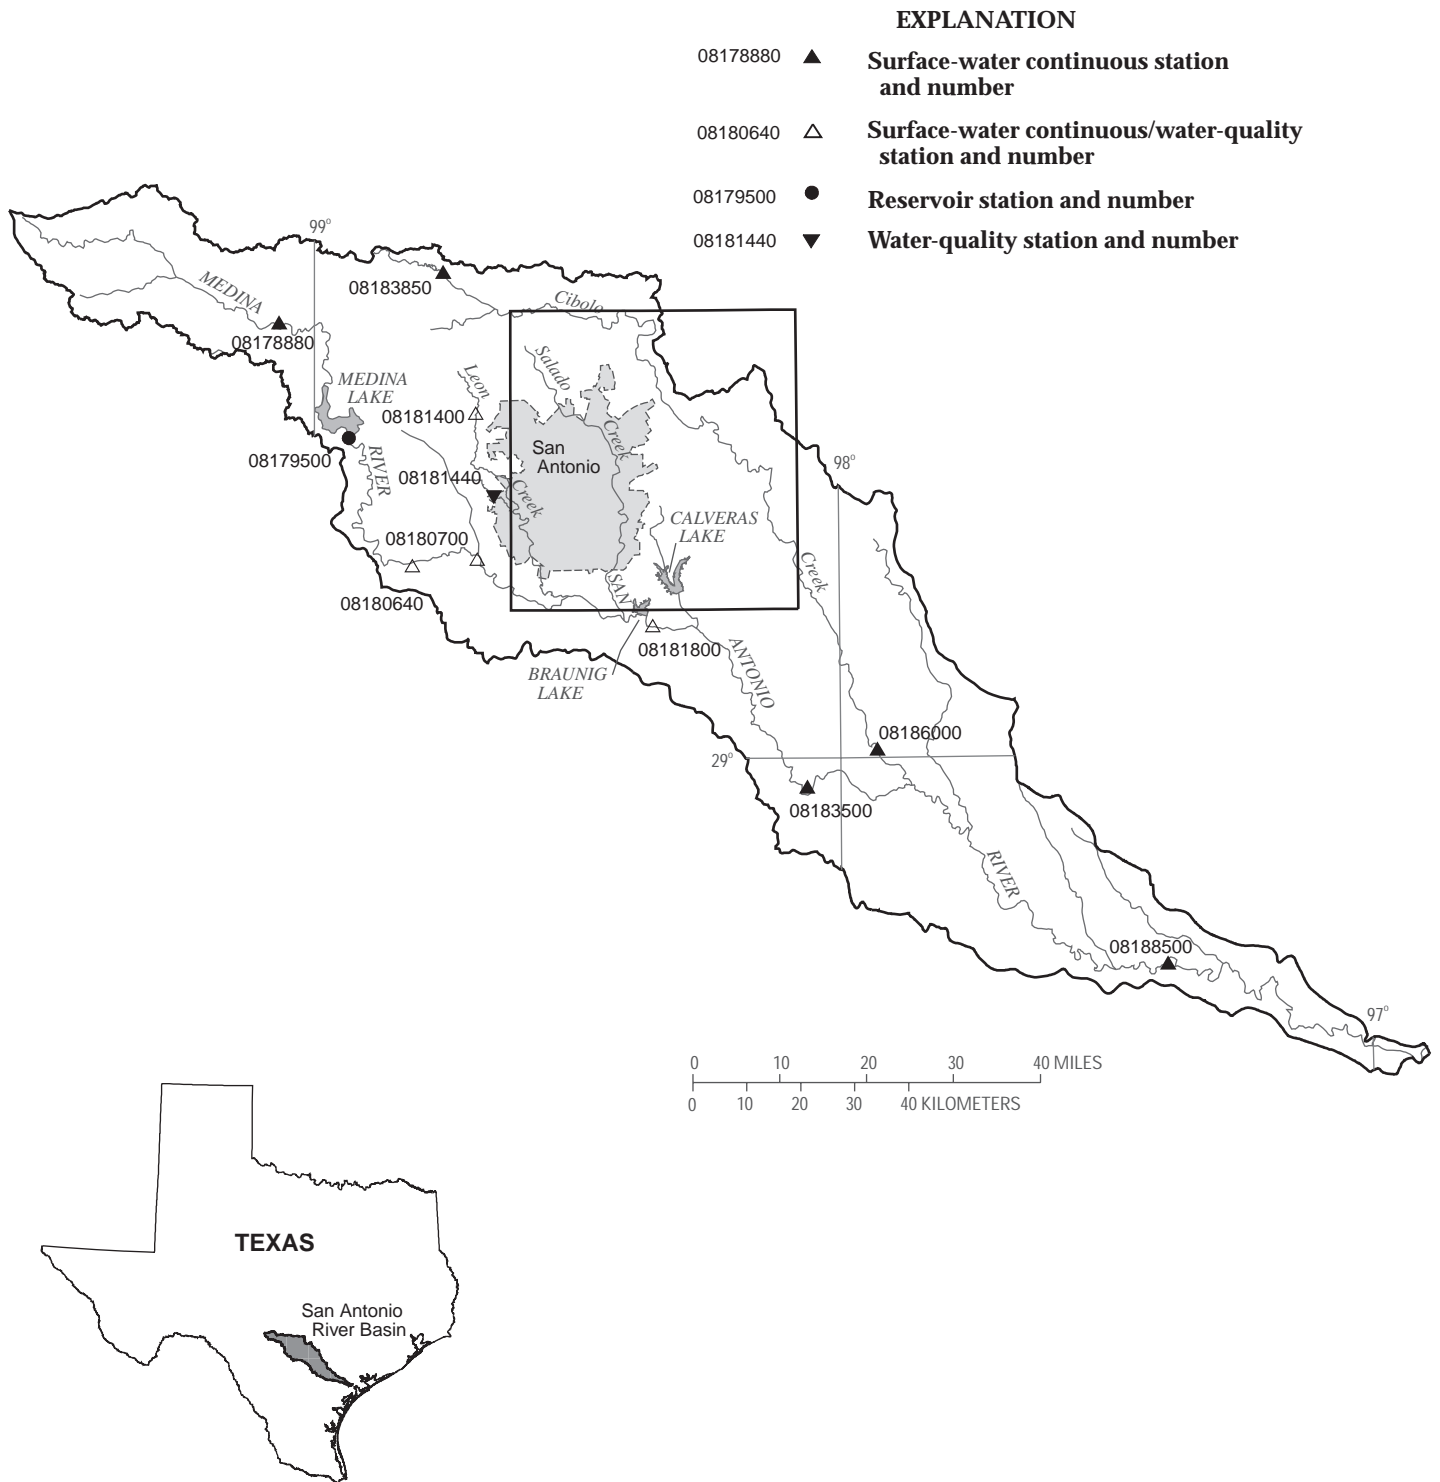 EXPLANATION
08178880 Surface-water continuous station
and number
08180640 Surface-water continuous/water-quality
station and number
08179500 Reservoir station and number
08181440 Water-quality station and number
99°
MEDINA
08183850
Cibolo
08178880
MEDINA
LAKE
Leon
Salado
08181400
Creek
San
Antonio
08179500
RIVER
08181440
Creek
98°
CALVERAS
LAKE
08180700
Creek
SAN
08180640
08181800
ANTONIO
BRAUNIG
LAKE
08186000
29°
08183500
RIVER
08188500
97°
0 10 20 30 40 MILES
0 10 20 30 40 KILOMETERS
TEXAS
San Antonio
River Basin